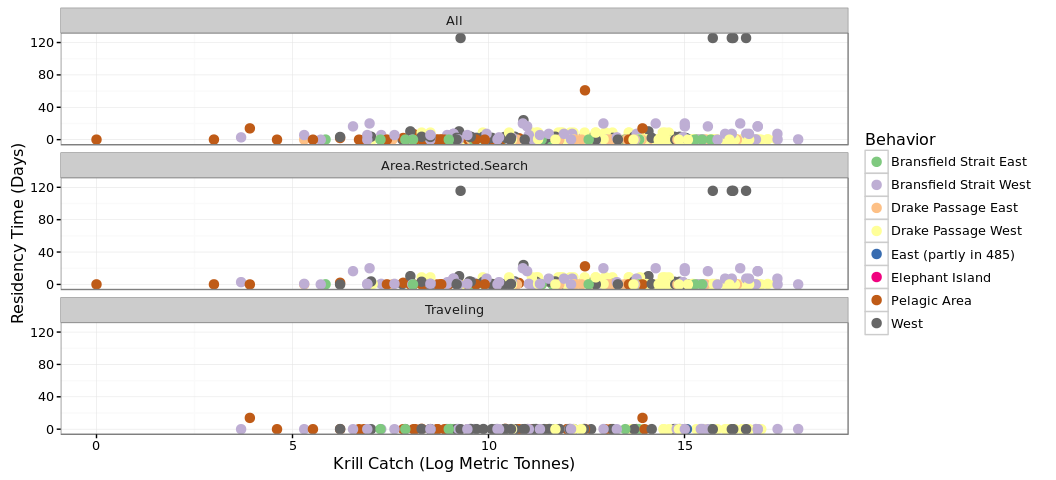 All
120
80
40
0
Area.Restricted.Search
120
80
40
0
Traveling
120
80
40
0
0 5 10 15
Krill Catch (Log Metric Tonnes)
Residency Time (Days)
Behavior
Bransfield Strait East
Bransfield Strait West
Drake Passage East
Drake Passage West
East (partly in 485)
Elephant Island
Pelagic Area
West